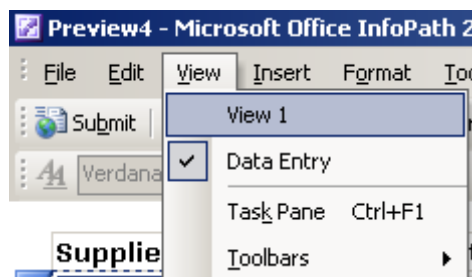 Preview4 - Microsoft Office InfoPath 2
File Edit View Insert Format Too
Submit View 1
Verdana Data Entry
Task Pane Ctrl+F1
Supplie Toolbars